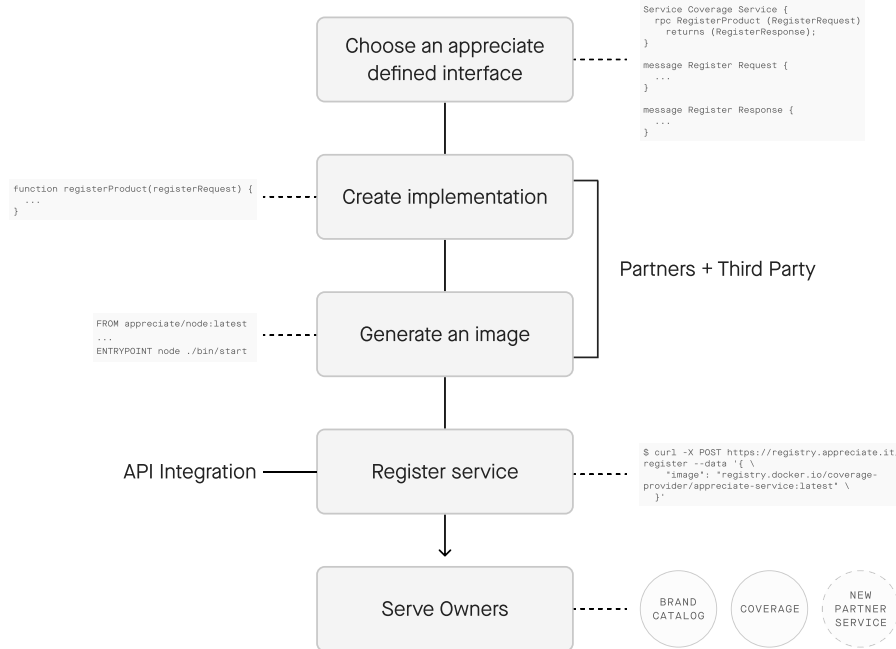 Choose an appreciate
defined interface
Service Coverage Service {
rpc RegisterProduct (RegisterRequest)
returns (RegisterResponse);
}
message Register Request {
...
}
message Register Response {
...
}
function registerProduct(registerRequest) {
...
}
Create implementation
Partners + Third Party
FROM appreciate/node:latest
...
ENTRYPOINT node ./bin/start
Generate an image
API Integration
Register service
$ curl -X POST https://registry.appreciate.it
register --data '{ \
"image": "registry.docker.io/coverage-
provider/appreciate-service:latest" \
}'
Serve Owners
BRAND
CATALOG
COVERAGE
NEW
PARTNER
SERVICE